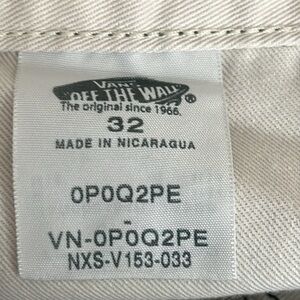 VANS
"OFF THE WALL"
The original since 1966.
32
MADE IN NICARAGUA
0P0Q2PE
-
VN-0P0Q2PE
NXS-V153-033